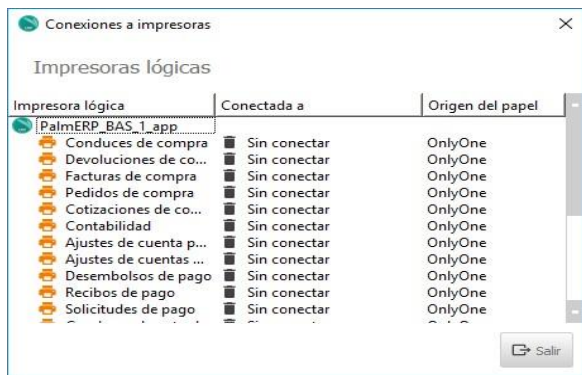 Conexiones a impresoras
Impresoras lógicas
Impresora lógica Conectada a Origen del papel
PalmERP_BAS_1_app
Conduces de compra Sin conectar OnlyOne
Devoluciones de co... Sin conectar OnlyOne
Facturas de compra Sin conectar OnlyOne
Pedidos de compra Sin conectar OnlyOne
Cotizaciones de co... Sin conectar OnlyOne
Contabilidad Sin conectar OnlyOne
Ajustes de cuenta p... Sin conectar OnlyOne
Ajustes de cuentas ... Sin conectar OnlyOne
Desembolsos de pago Sin conectar OnlyOne
Recibos de pago Sin conectar OnlyOne
Solicitudes de pago Sin conectar OnlyOne
Salir